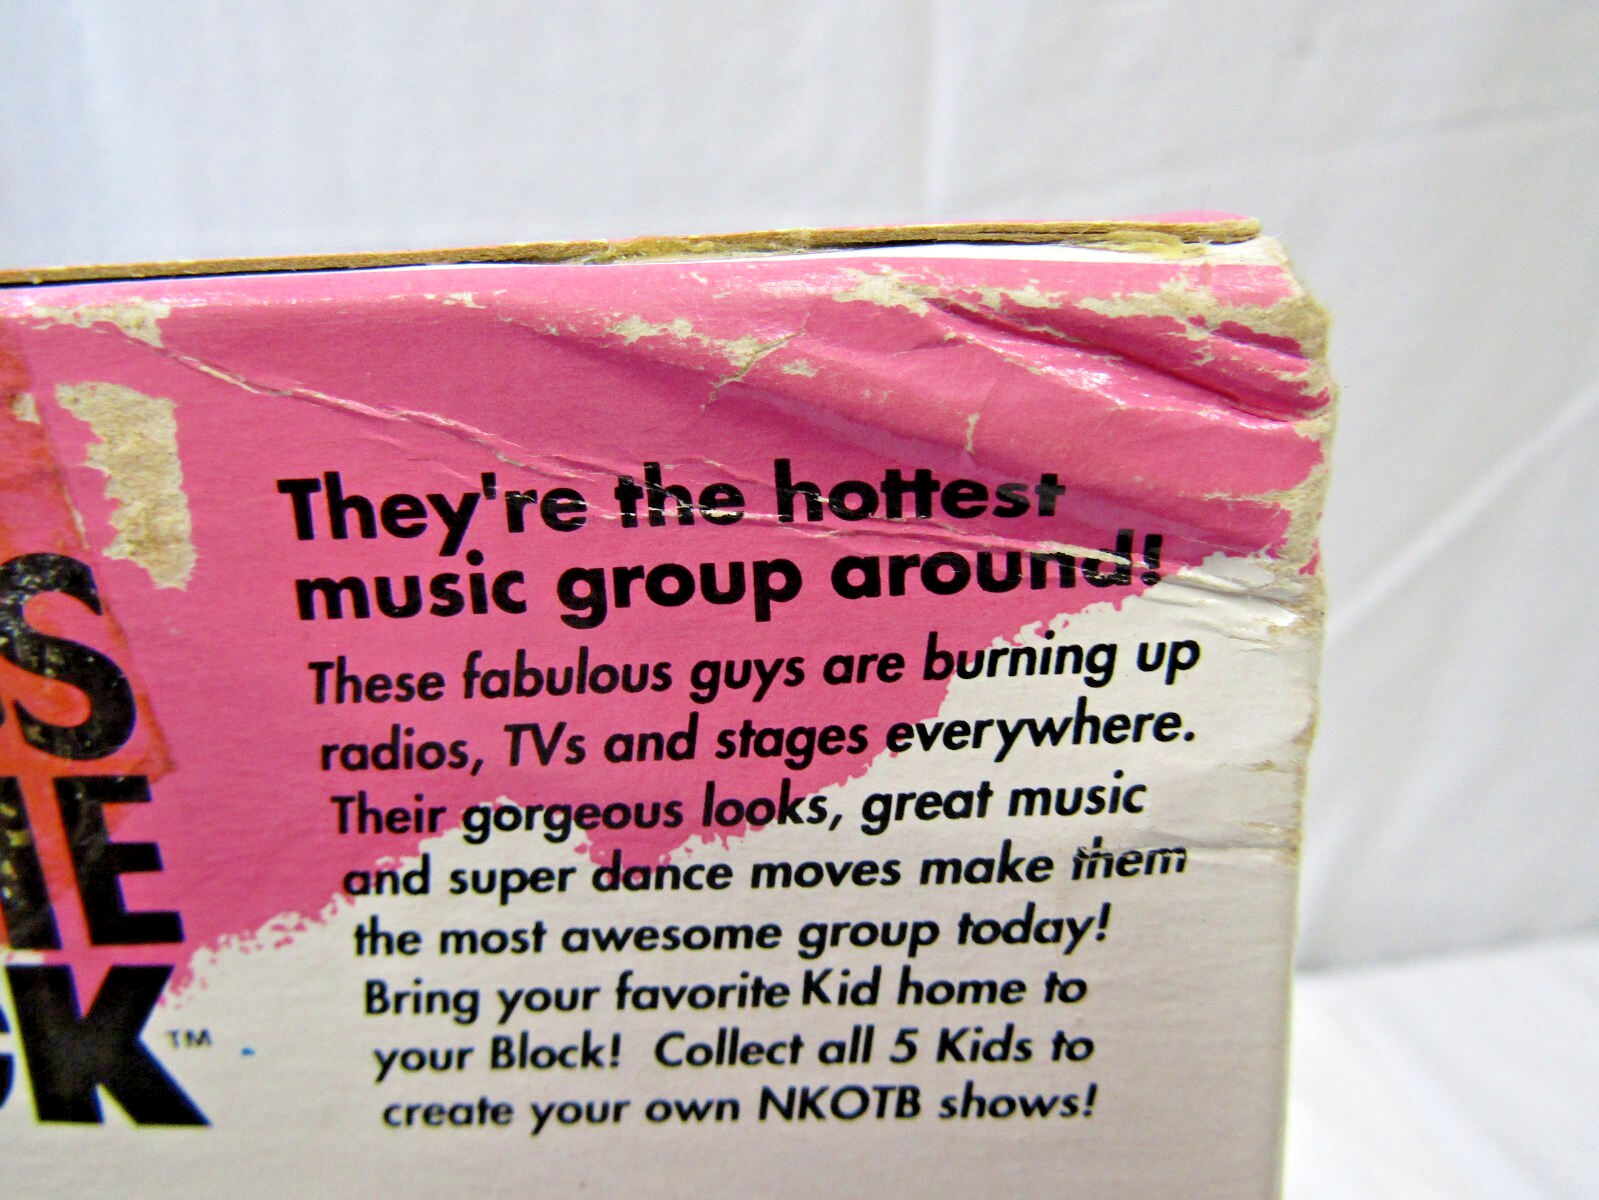 They're the hottest
music group around!
These fabulous guys are burning up
radios, TVs and stages everywhere.
Their gorgeous looks, great music
and super dance moves make them
the most awesome group today!
Bring your favorite Kid home to
your Block!  Collect all 5 Kids to
create your own NKOTB shows!
S
HE
CK™